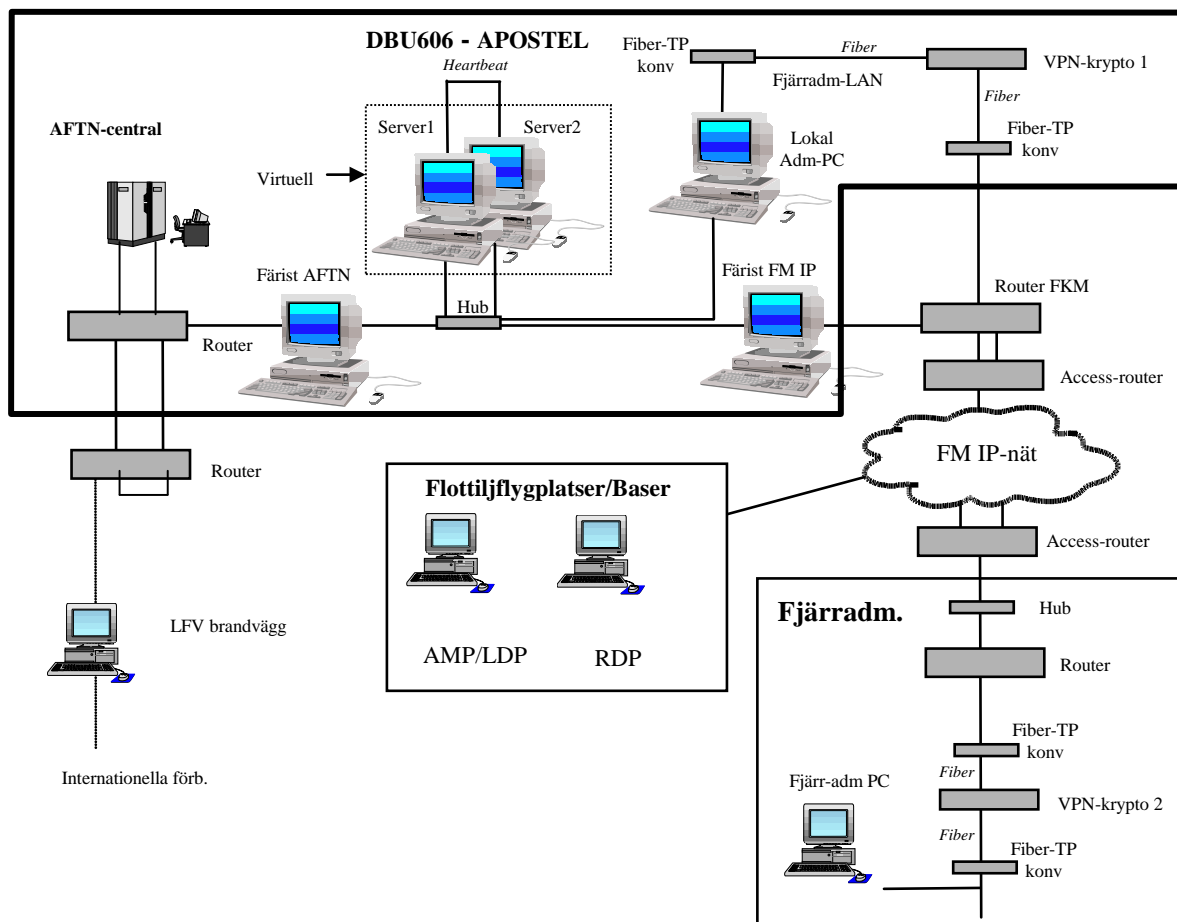 DBU606 - APOSTEL
Heartbeat
Fiber-TP
konv
Fiber
Fjärradm-LAN
VPN-krypto 1
Fiber
Fiber-TP
konv
AFTN-central
Server1
Server2
Virtuell
Lokal
Adm-PC
Färist AFTN
Hub
Färist FM IP
Router FKM
Router
Access-router
FM IP-nät
Router
Flottiljflygplatser/Baser
AMP/LDP
RDP
Access-router
LFV brandvägg
Internationella förb.
Fjärradm.
Hub
Router
Fiber-TP
konv
Fiber
Fjärr-adm PC
VPN-krypto 2
Fiber
Fiber-TP
konv